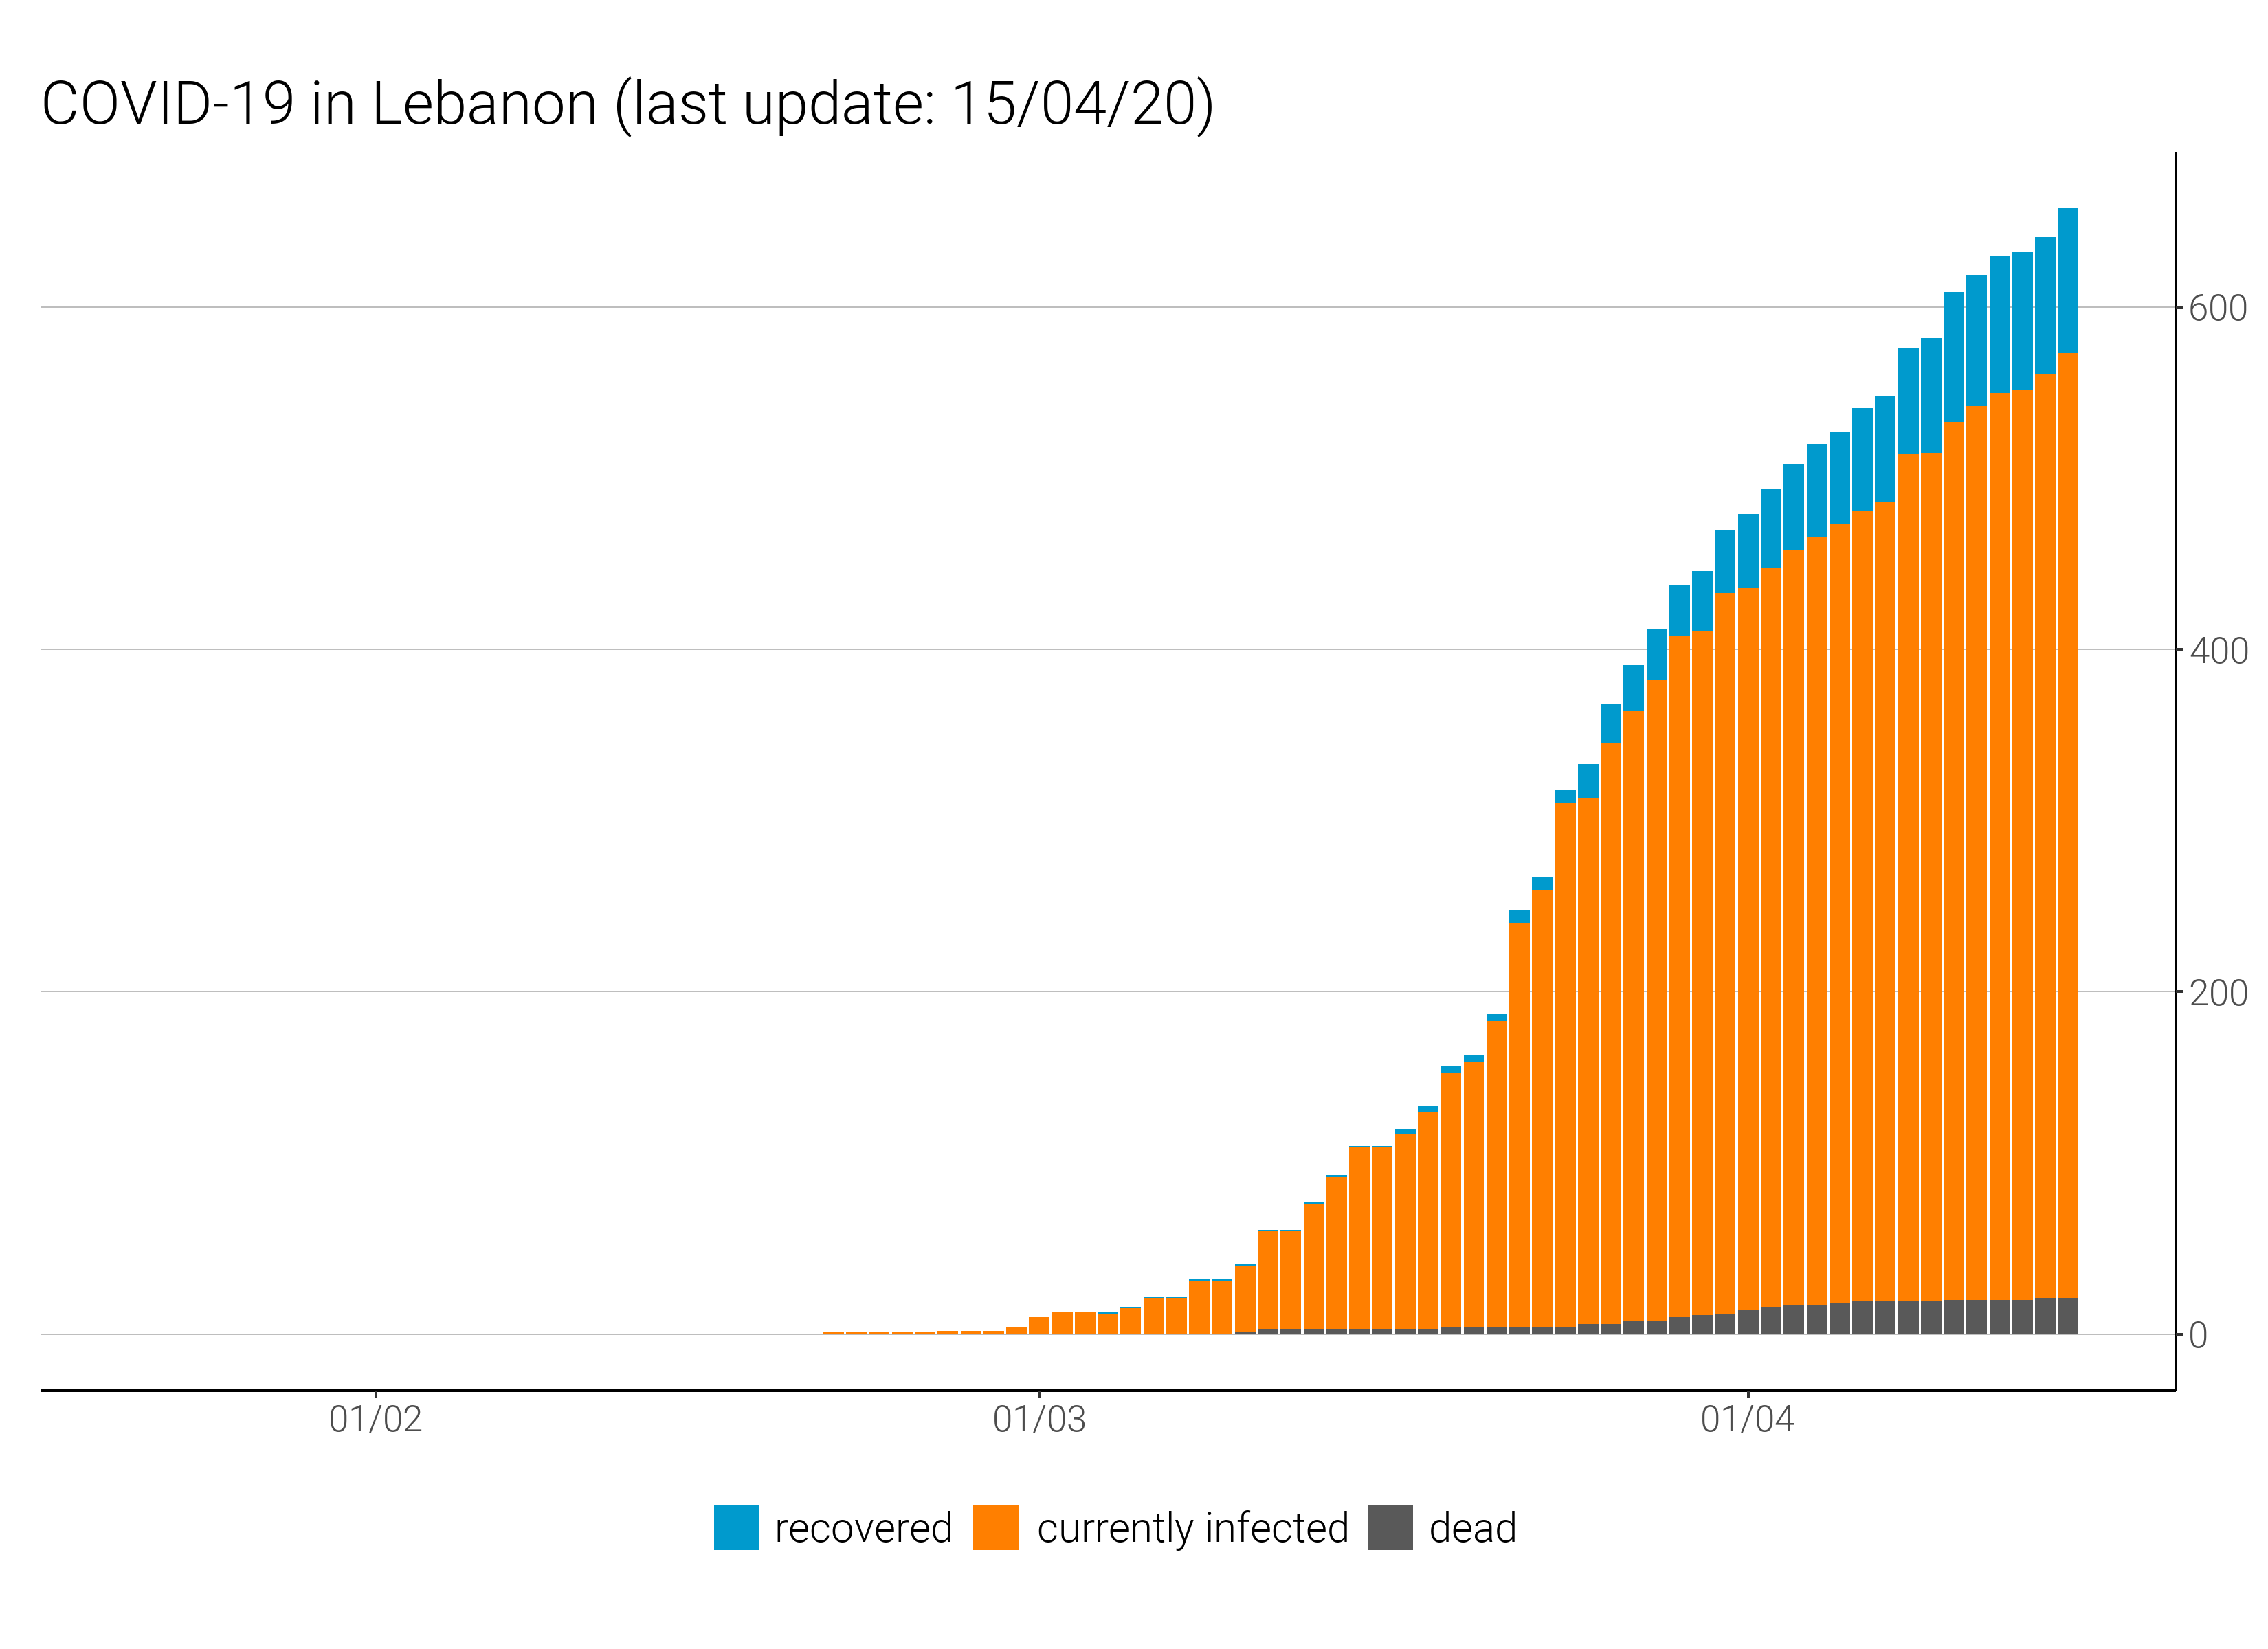 COVID-19 in Lebanon (last update: 15/04/20)
600
400
200
0
01/02 01/03 01/04
recovered currently infected dead